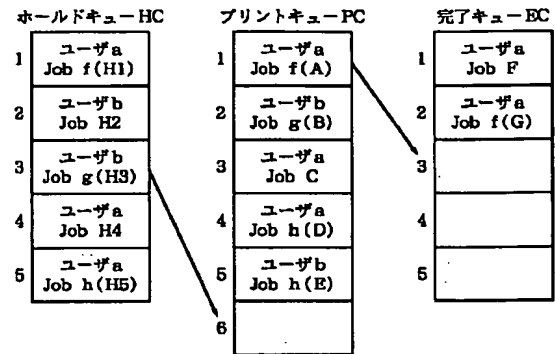 ホールドキューHC
1
ユーザa
Job f(H1)
2
ユーザb
Job H2
3
ユーザb
Job g(H3)
4
ユーザa
Job H4
5
ユーザa
Job h(H5)
プリントキューPC
1
ユーザa
Job f(A)
2
ユーザb
Job g(B)
3
ユーザa
Job C
4
ユーザa
Job h(D)
5
ユーザb
Job h(E)
6
完了キューEC
1
ユーザa
Job F
2
ユーザa
Job f(G)
3
4
5